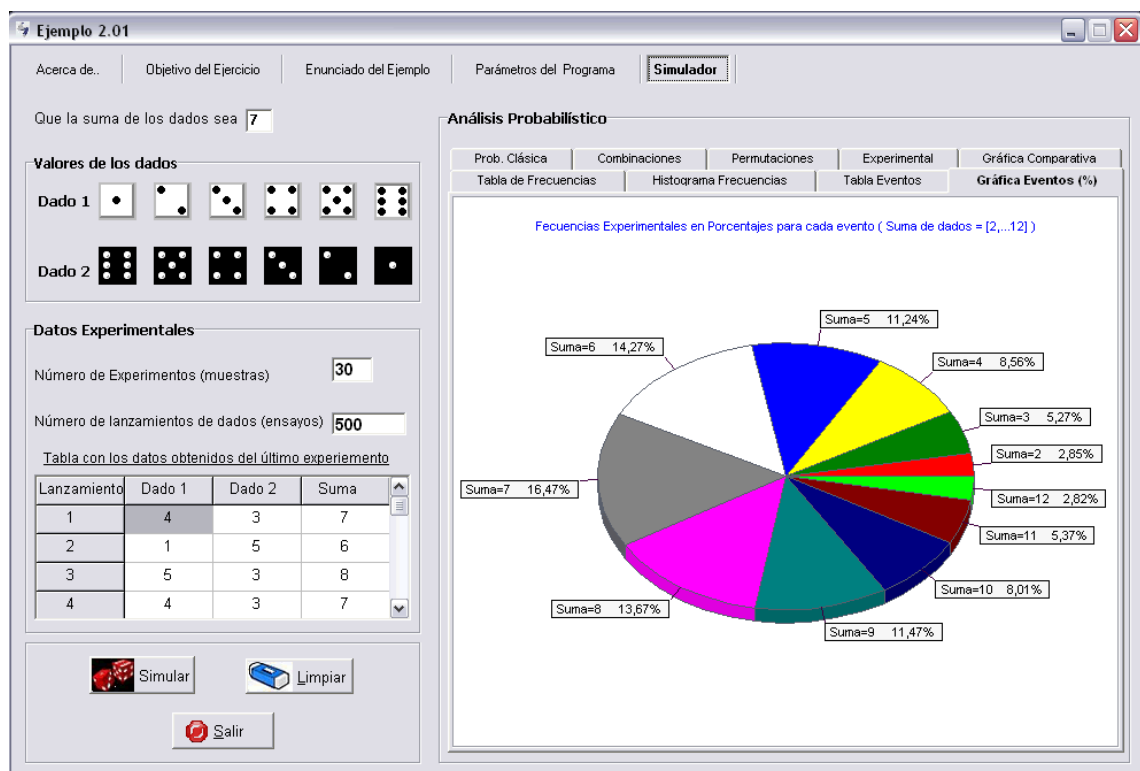 Ejemplo 2.01
Acerca de.. Objetivo del Ejercicio Enunciado del Ejemplo Parámetros del Programa Simulador
Que la suma de los dados sea 7
Valores de los dados
Dado 1
Dado 2
Datos Experimentales
Número de Experimentos (muestras) 30
Número de lanzamientos de dados (ensayos) 500
Tabla con los datos obtenidos del último experiemento
Lanzamiento Dado 1 Dado 2 Suma
1 4 3 7
2 1 5 6
3 5 3 8
4 4 3 7
Simular Limpiar
Salir
Análisis Probabilístico
Prob. Clásica Combinaciones Permutaciones Experimental Gráfica Comparativa
Tabla de Frecuencias Histograma Frecuencias Tabla Eventos Gráfica Eventos (%)
Fecuencias Experimentales en Porcentajes para cada evento ( Suma de dados = [2,...12] )
Suma=5 11,24%
Suma=6 14,27%
Suma=4 8,56%
Suma=3 5,27%
Suma=2 2,85%
Suma=7 16,47%
Suma=12 2,82%
Suma=11 5,37%
Suma=10 8,01%
Suma=8 13,67%
Suma=9 11,47%